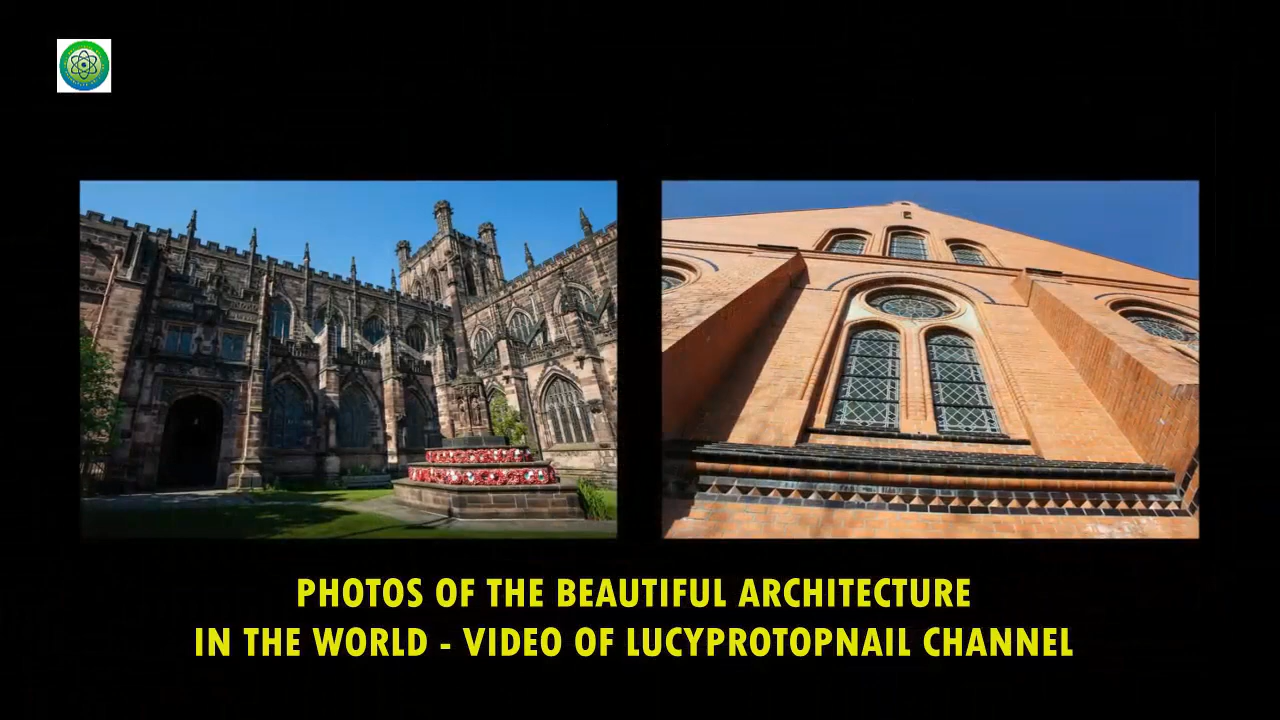 PHOTOS OF THE BEAUTIFUL ARCHITECTURE
IN THE WORLD - VIDEO OF LUCYPROTOPNAIL CHANNEL